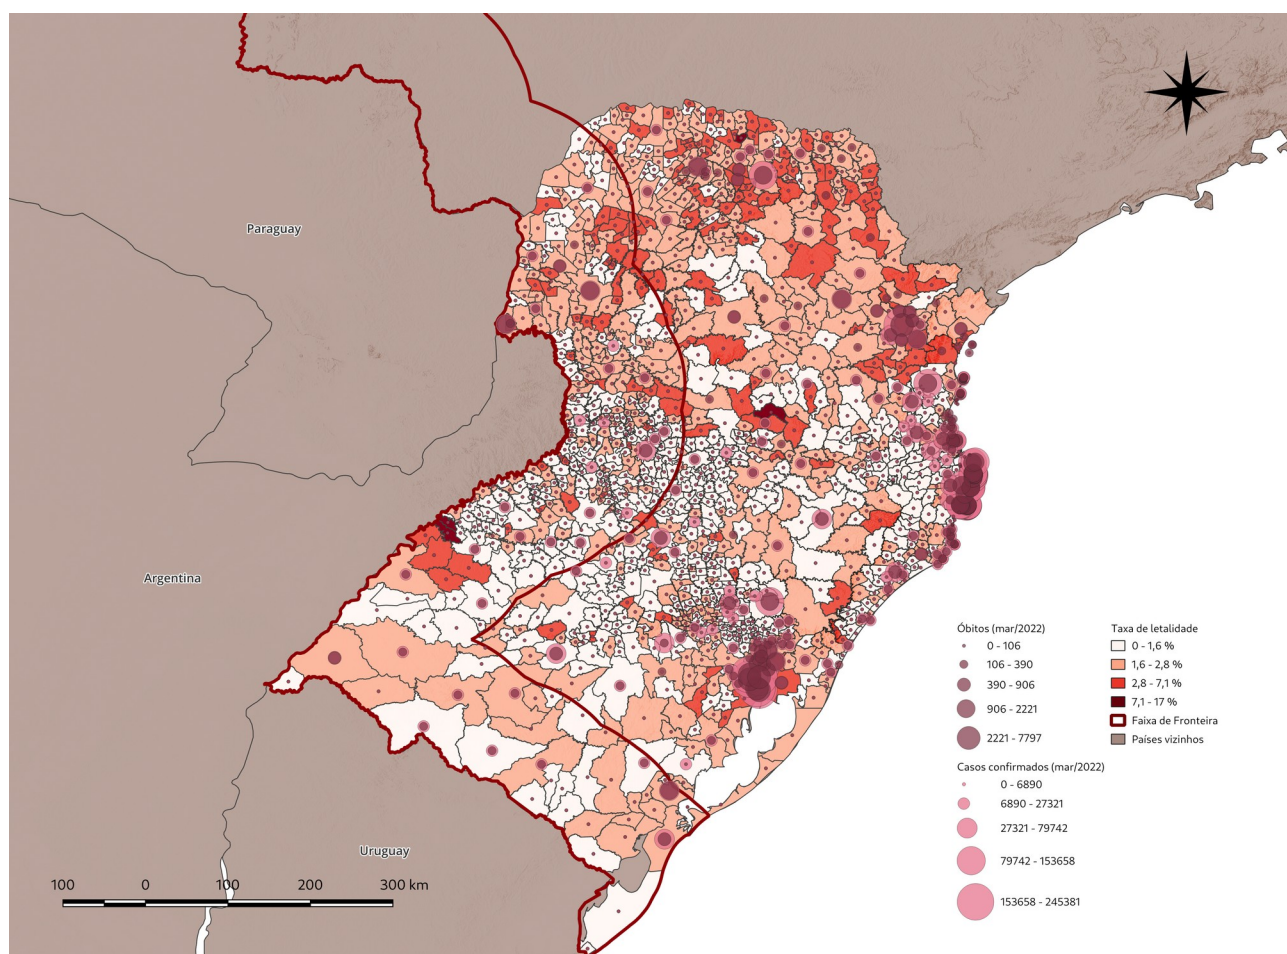 Paraguay
Argentina
Uruguay
100 0 100 200 300 km
Óbitos (mar/2022)
0 - 106
106 - 390
390 - 906
906 - 2221
2221 - 7797
Casos confirmados (mar/2022)
0 - 6890
6890 - 27321
27321 - 79742
79742 - 153658
153658 - 245381
Taxa de letalidade
0 - 1,6 %
1,6 - 2,8 %
2,8 - 7,1 %
7,1 - 17 %
Faixa de Fronteira
Países vizinhos